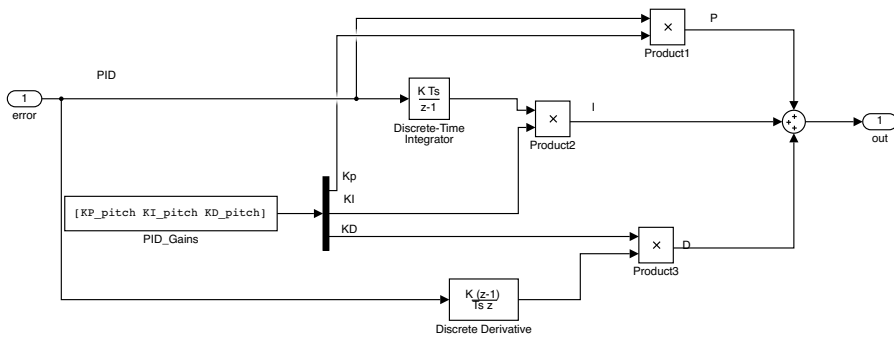 P
×
Product1
PID
1
error
K Ts
z-1
Discrete-Time
Integrator
×
Product2
I
+
+
+
1
out
Kp
KI
KD
[KP_pitch KI_pitch KD_pitch]
PID_Gains
×
Product3
D
K (z-1)
Ts z
Discrete Derivative